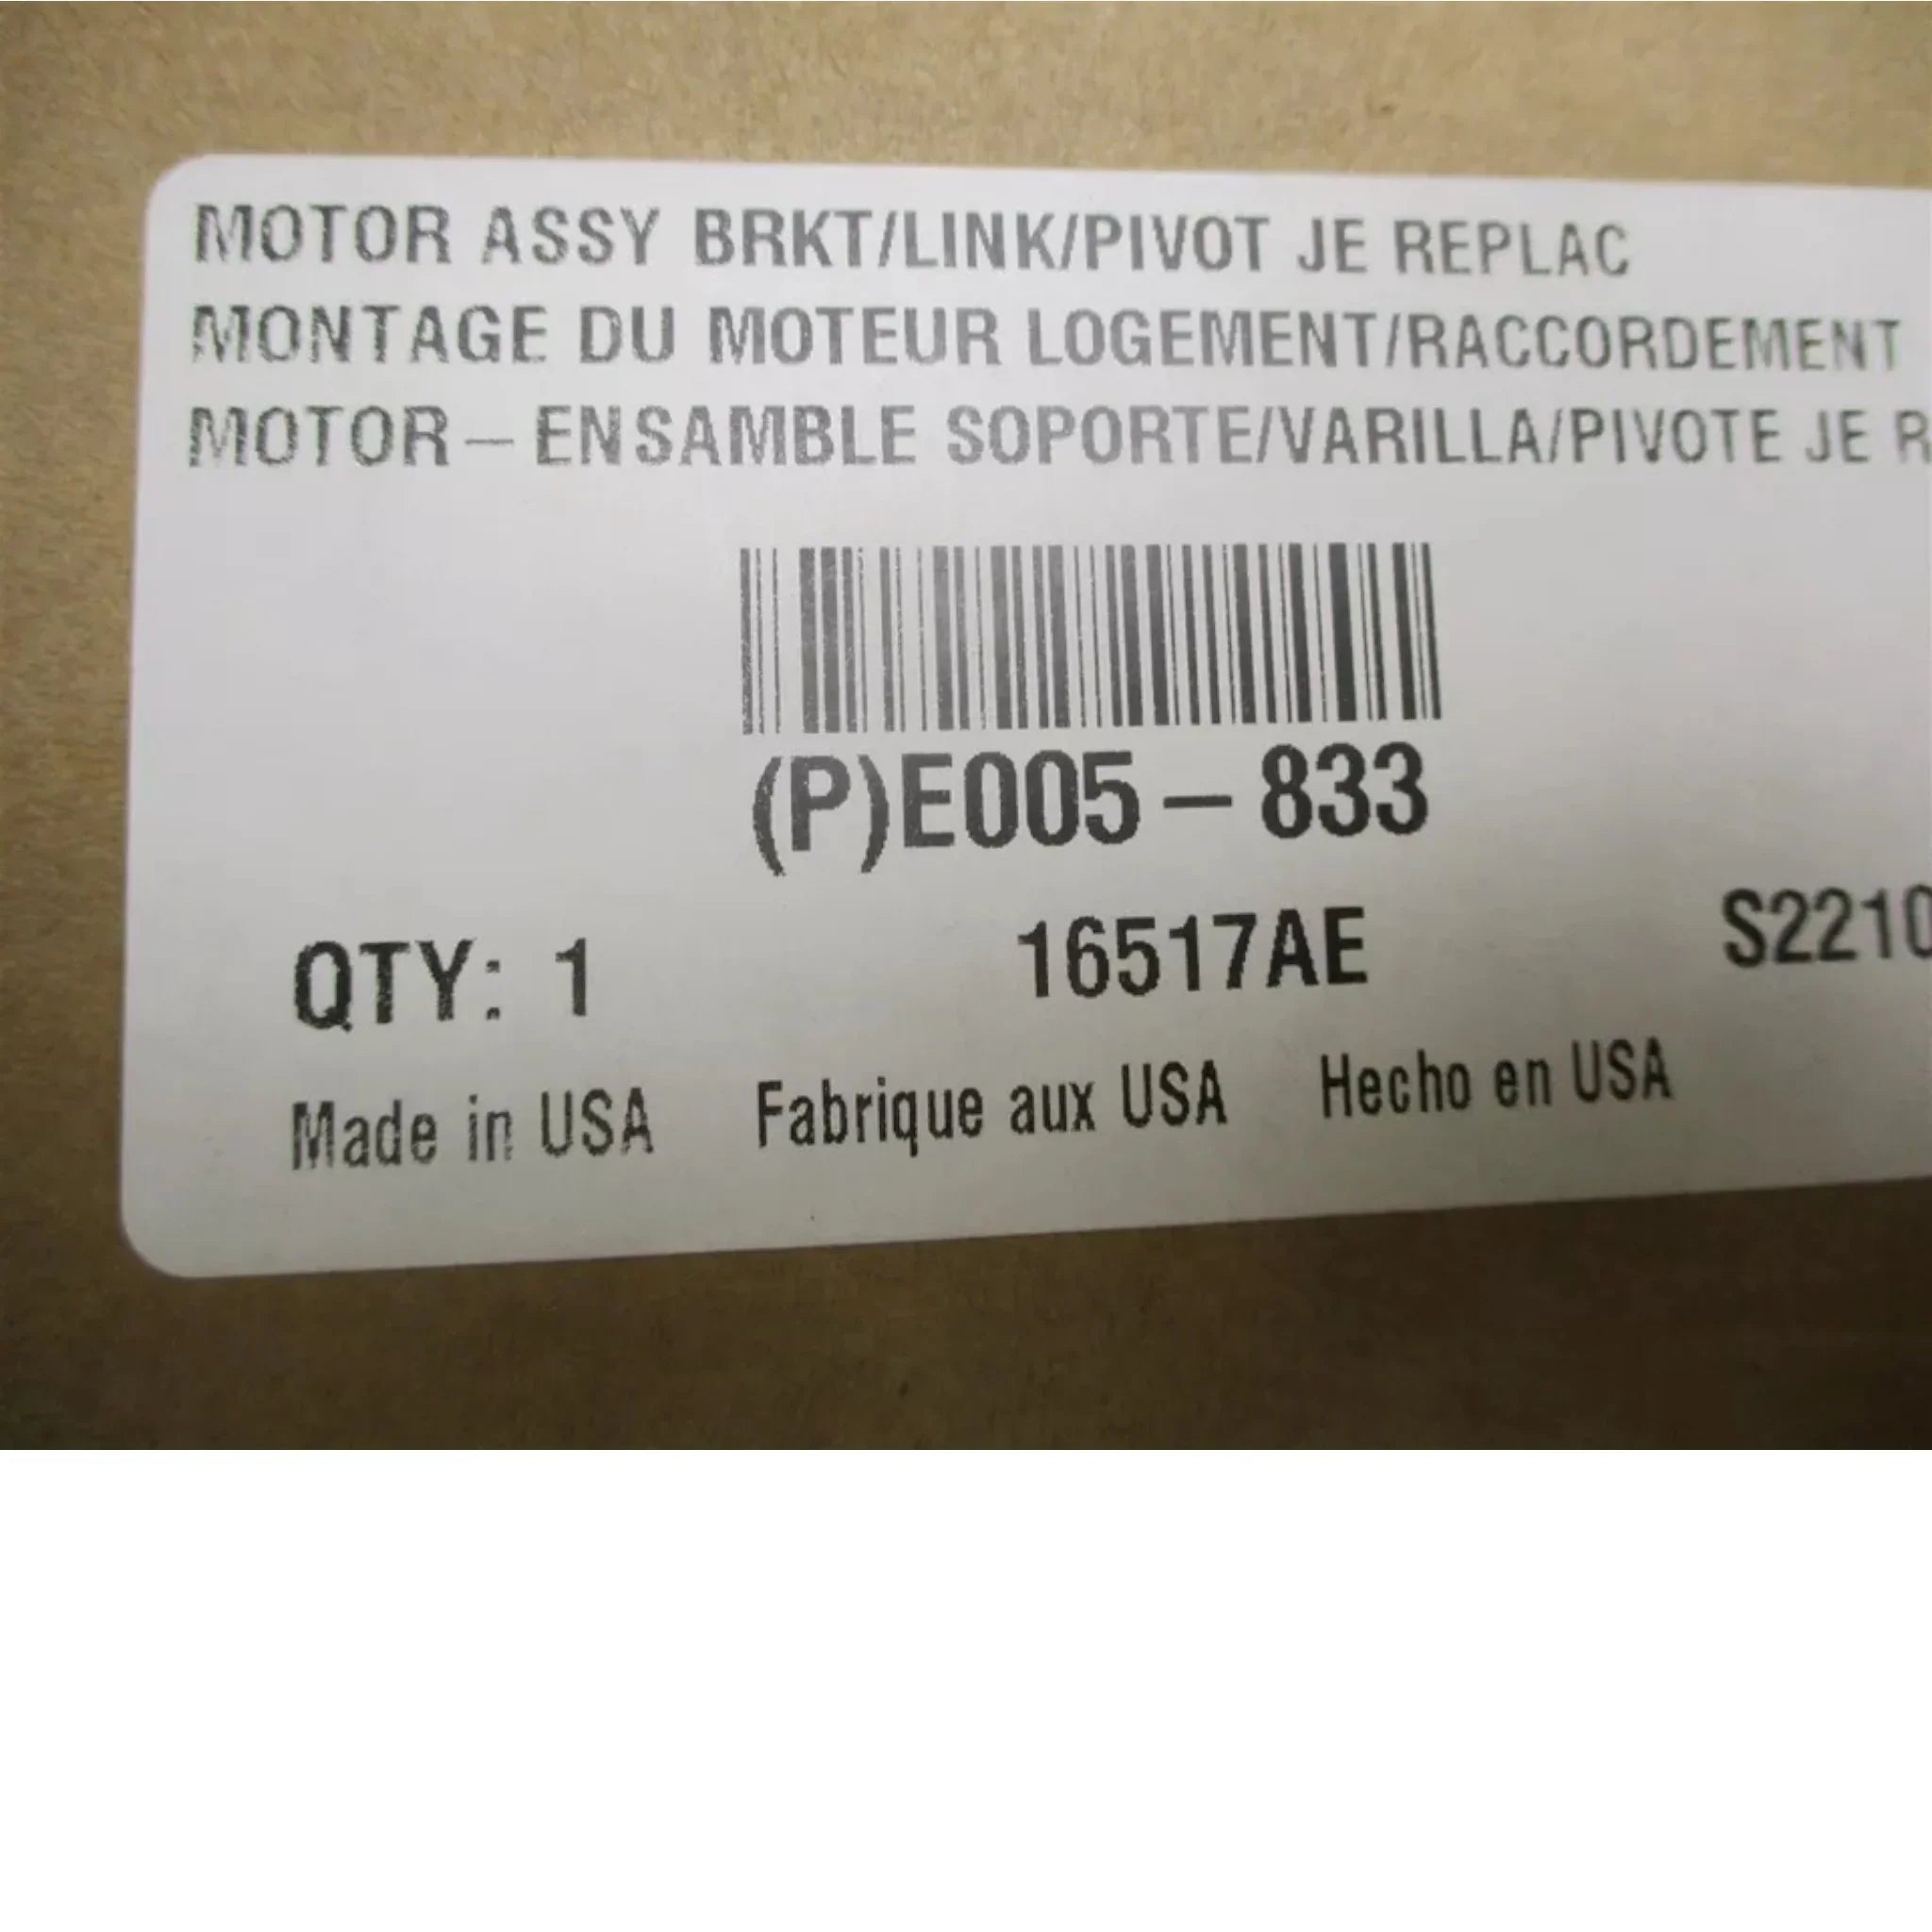 MOTOR ASSY BRKT/LINK/PIVOT JE REPLAC
MONTAGE DU MOTEUR LOGEMENT/RACCORDEMENT
MOTOR – ENSAMBLE SOPORTE/VARILLA/PIVOTE JE R
(P)E005 – 833
QTY: 1 16517AE S2210
Made in USA Fabrique aux USA Hecho en USA